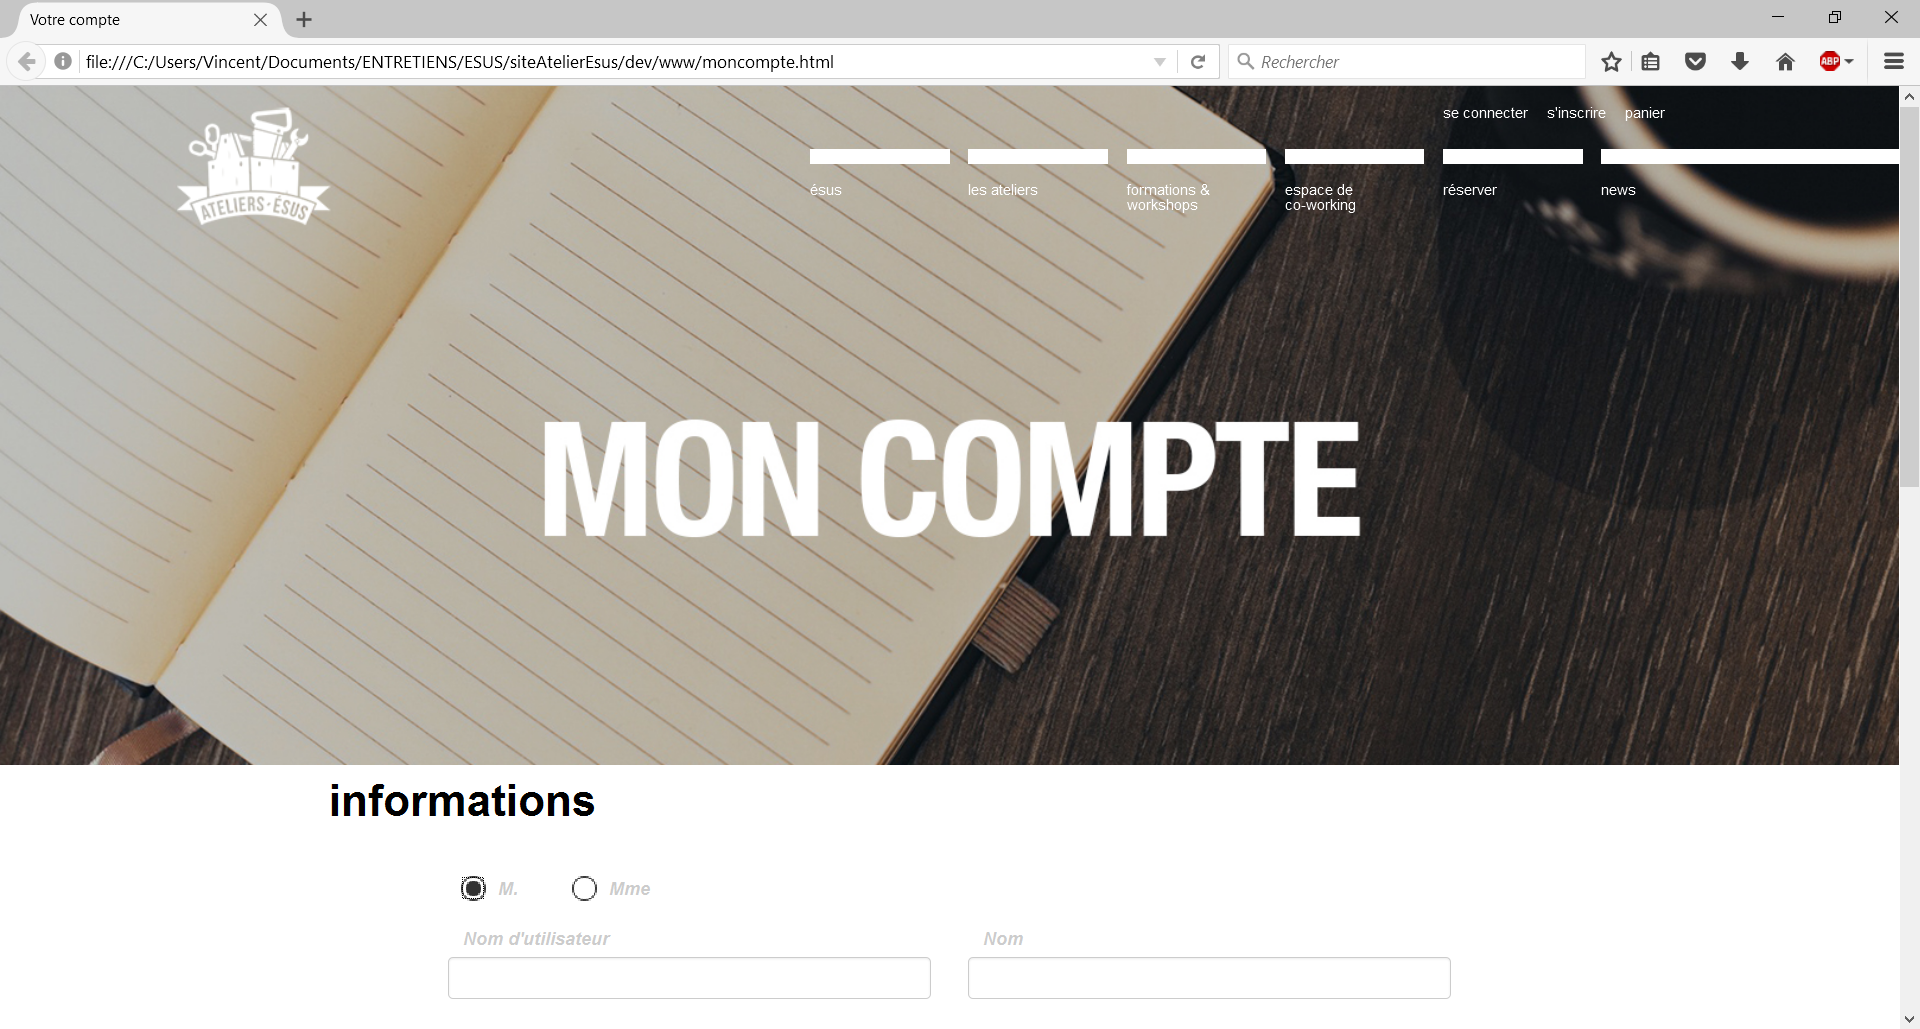 Votre compte
file:///C:/Users/Vincent/Documents/ENTRETIENS/ESUS/siteAtelierEsus/dev/www/moncompte.html
Rechercher
ABP
se connecter s'inscrire panier
ATELIERS · ÉSUS
ésus
les ateliers
formations &
workshops
espace de
co-working
réserver
news
MON COMPTE
informations
M. Mme
Nom d'utilisateur Nom